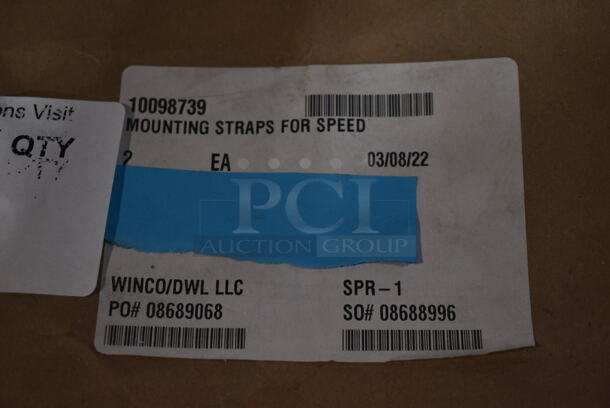 ons Visit
QTY
10098739
MOUNTING STRAPS FOR SPEED
2 EA 03/08/22
PCI
AUCTION GROUP
WINCO/DWL LLC SPR-1
PO# 08689068 SO# 08688996